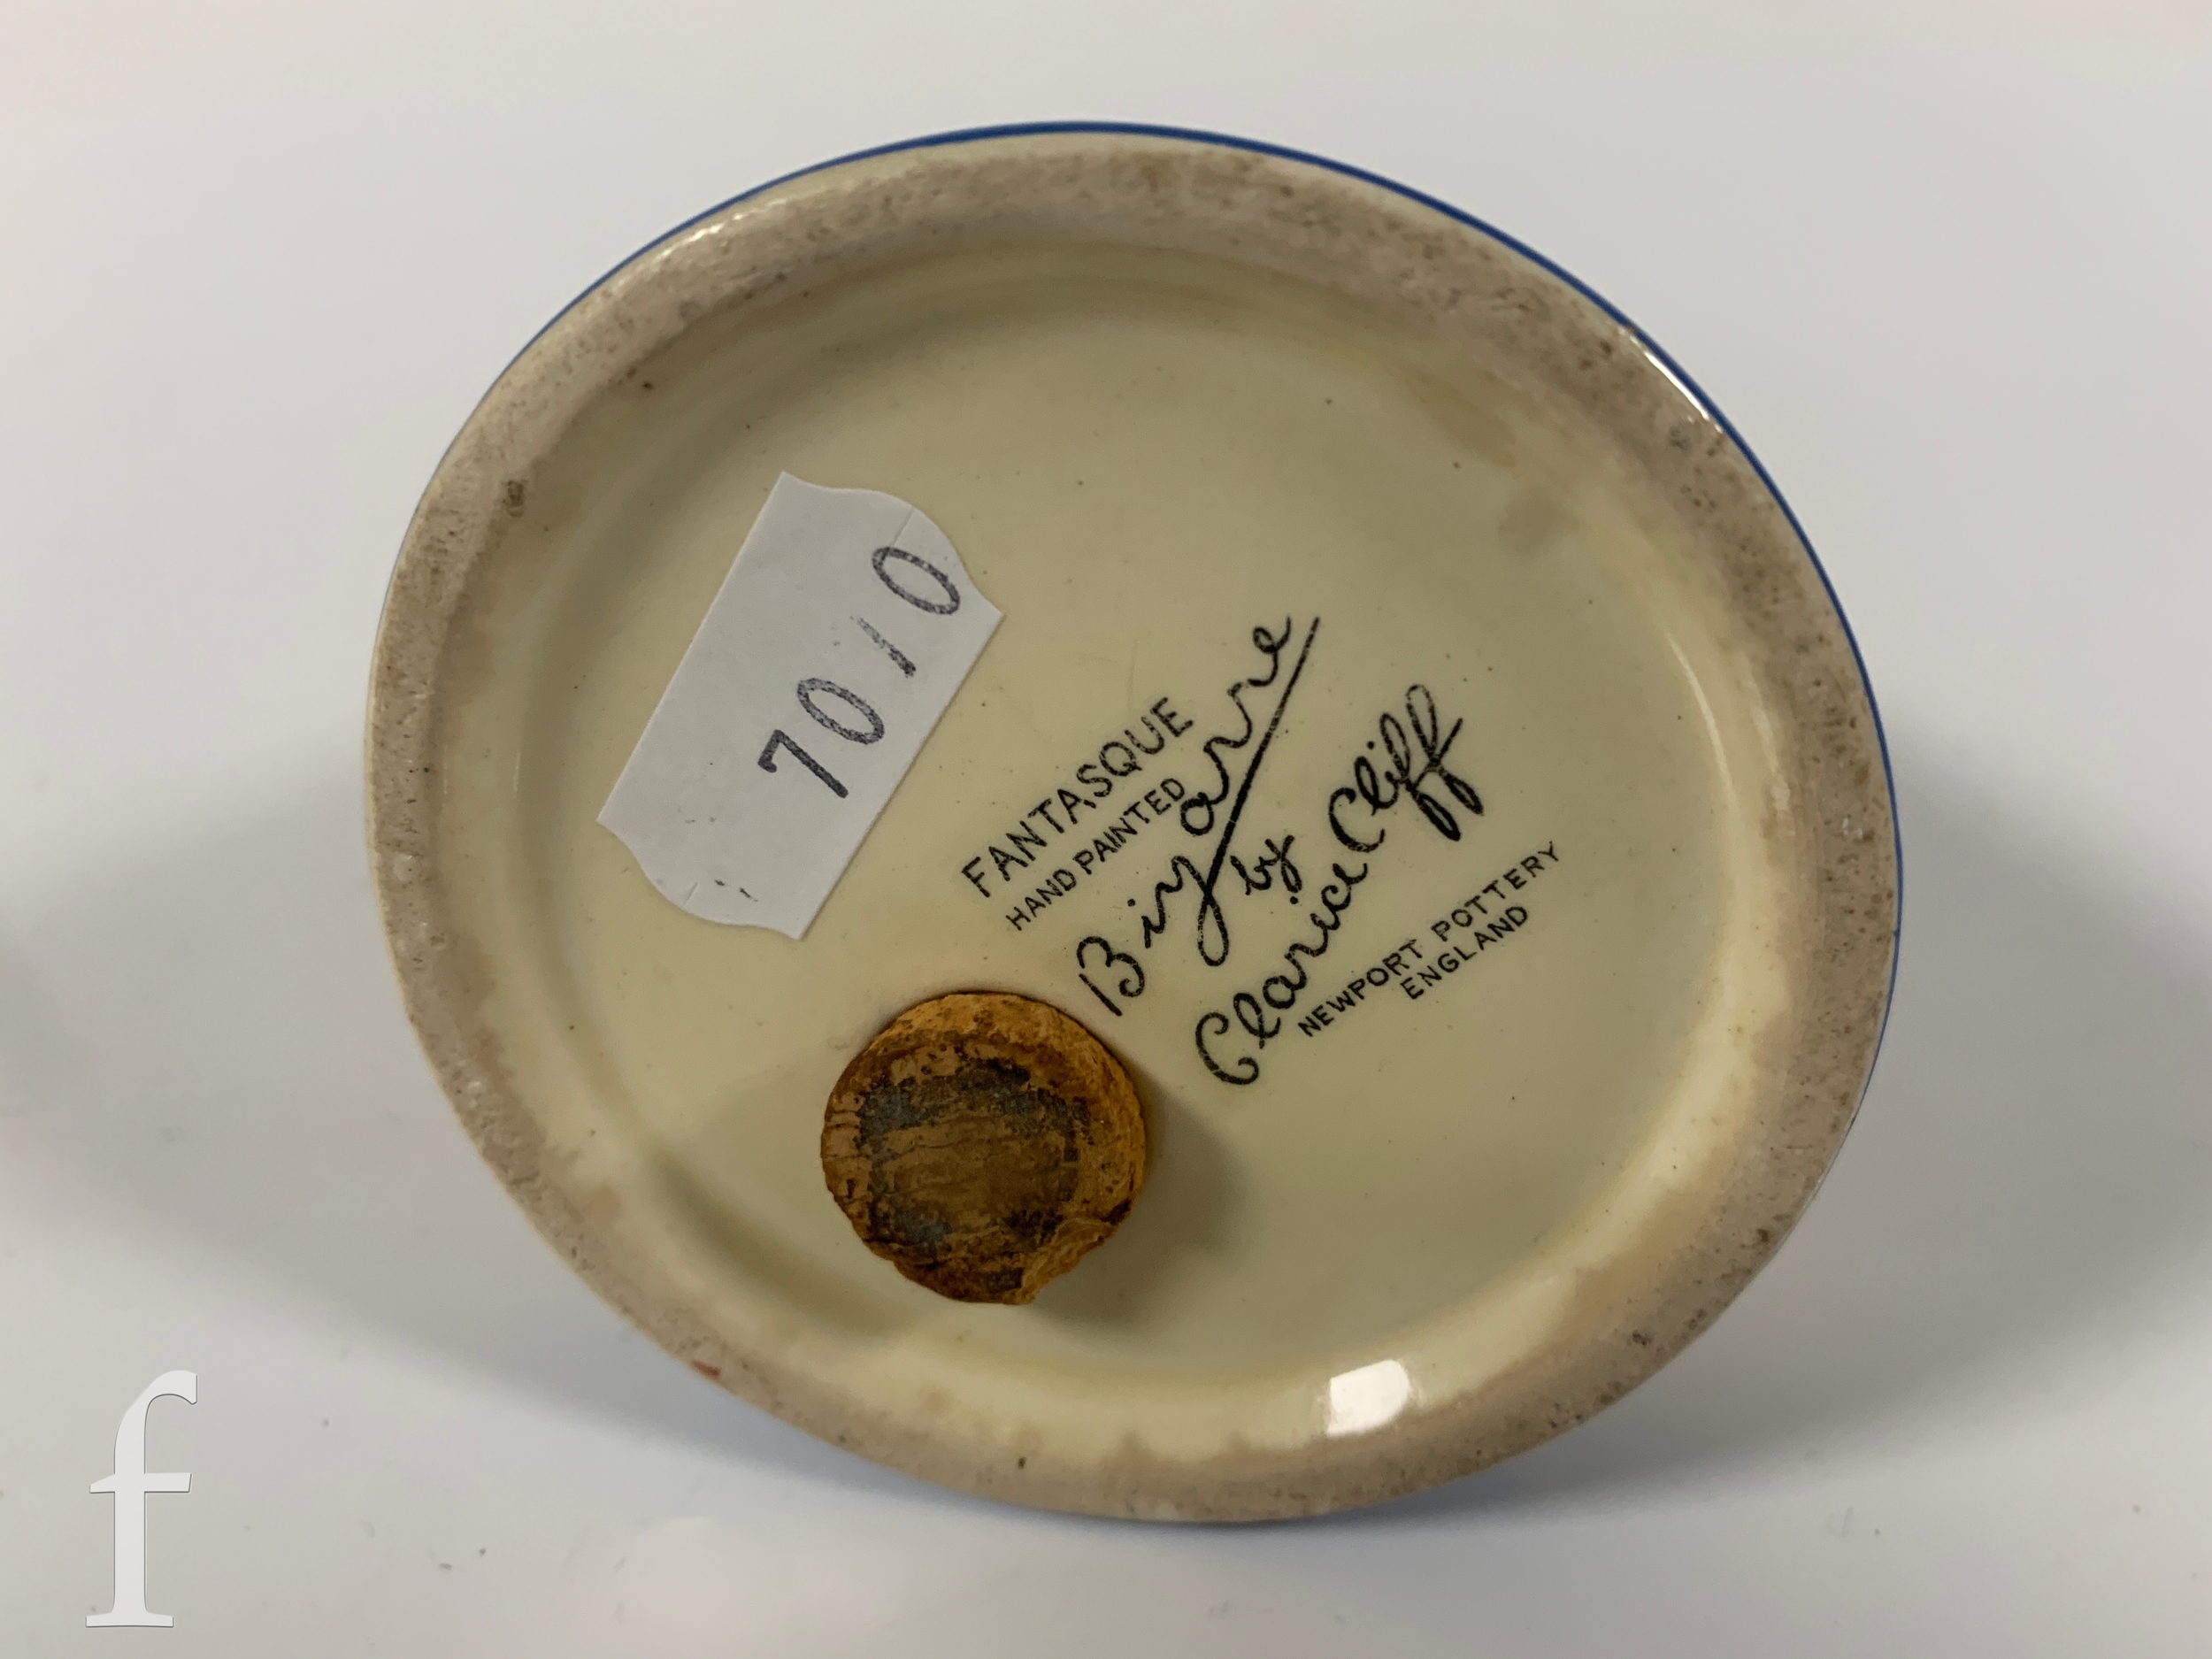 7010
FANTASQUE
HAND PAINTED
Bizarre
by
Clarice Cliff
NEWPORT POTTERY
ENGLAND
f